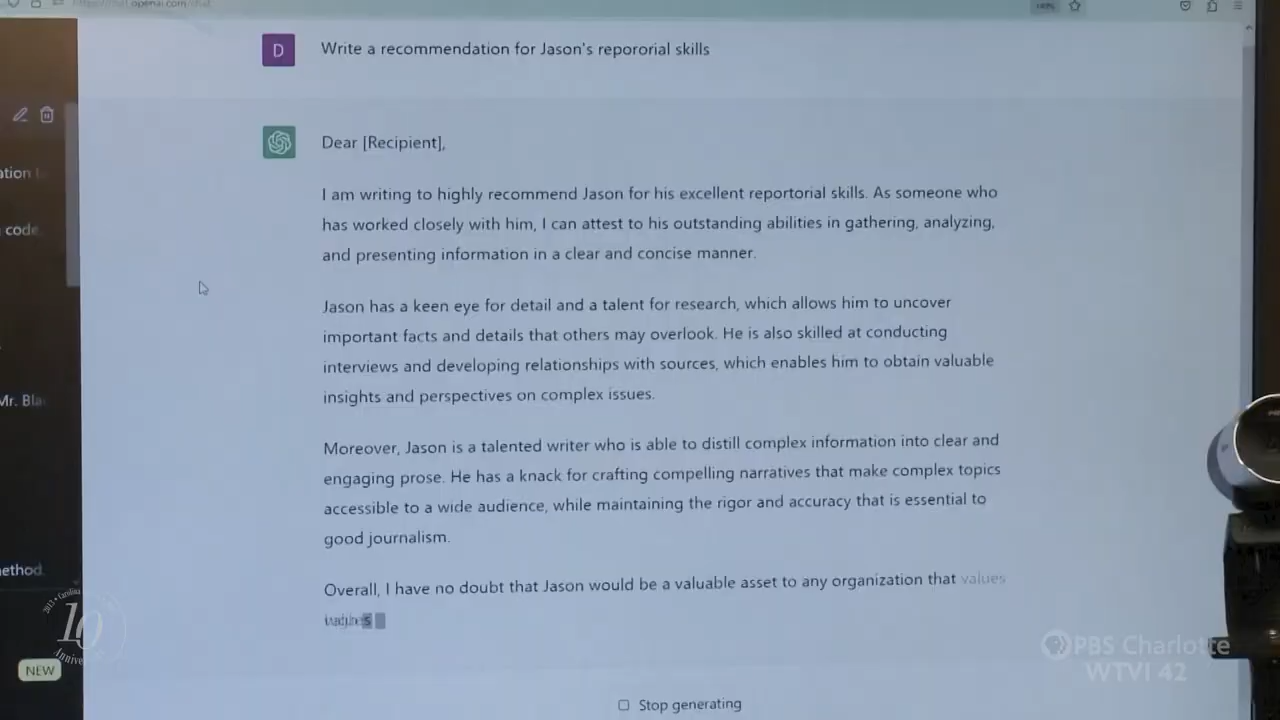 https://chat.openai.com/chat
D
Write a recommendation for Jason's repororial skills
Dear [Recipient],
ation
I am writing to highly recommend Jason for his excellent reportorial skills. As someone who
has worked closely with him, I can attest to his outstanding abilities in gathering, analyzing,
code
and presenting information in a clear and concise manner.
Jason has a keen eye for detail and a talent for research, which allows him to uncover
important facts and details that others may overlook. He is also skilled at conducting
interviews and developing relationships with sources, which enables him to obtain valuable
insights and perspectives on complex issues.
Mr. Bla
Moreover, Jason is a talented writer who is able to distill complex information into clear and
engaging prose. He has a knack for crafting compelling narratives that make complex topics
accessible to a wide audience, while maintaining the rigor and accuracy that is essential to
good journalism.
ethod.
Overall, I have no doubt that Jason would be a valuable asset to any organization that values
10
NEW
PBS Charlotte
WTVI 42
Stop generating